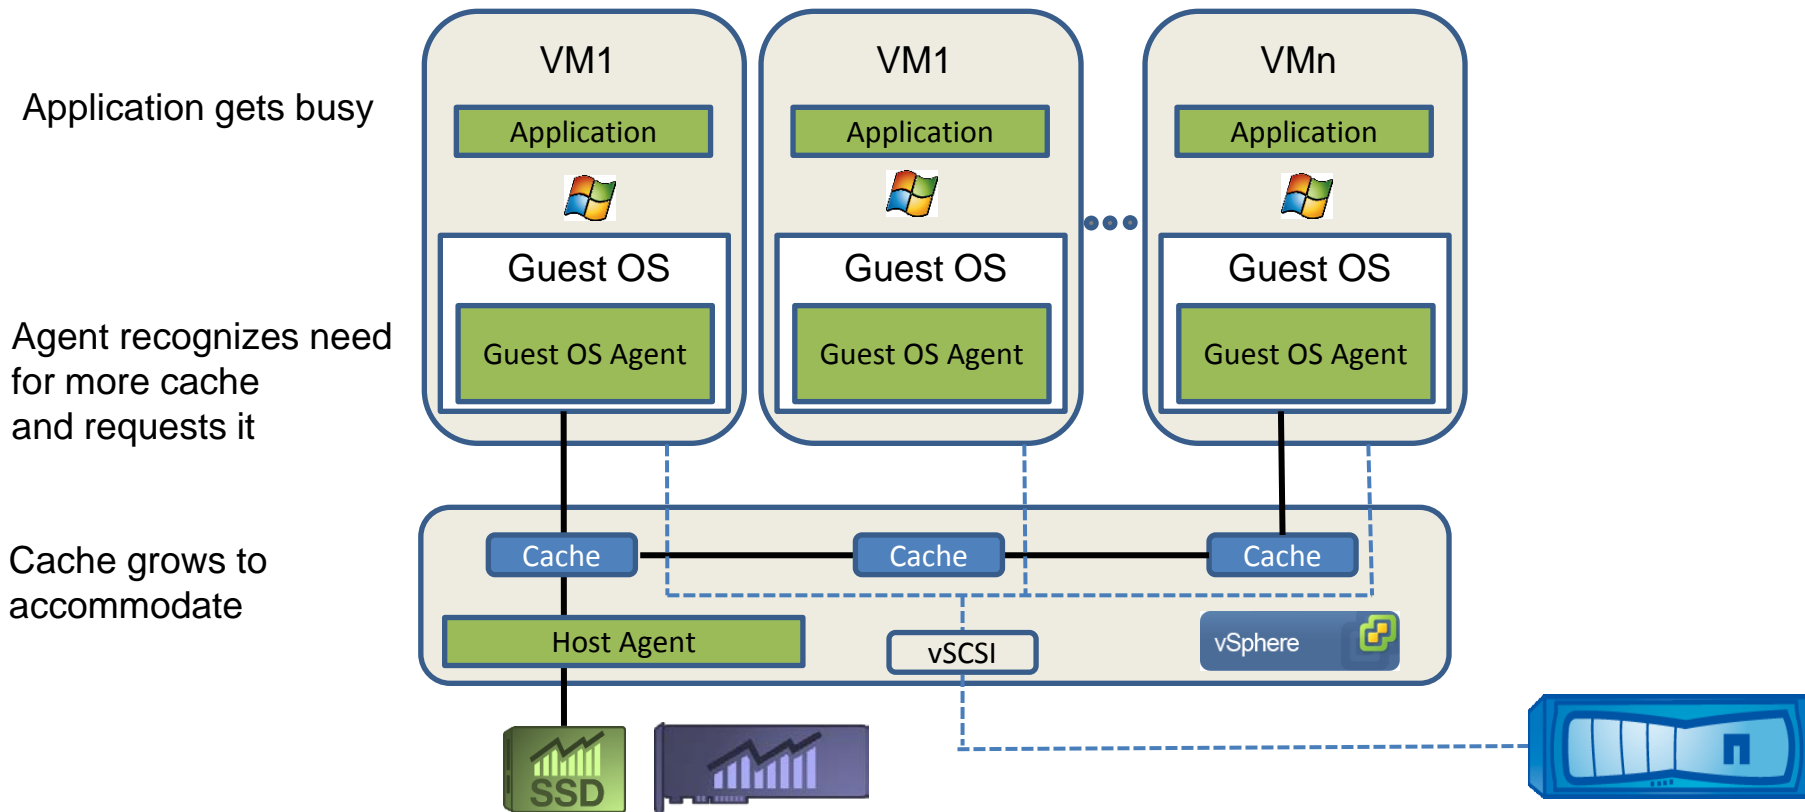 VM1
VM1
VMn
Application gets busy
Application
Application
Application
Guest OS
Guest OS
Guest OS
Agent recognizes need
for more cache
and requests it
Guest OS Agent
Guest OS Agent
Guest OS Agent
Cache grows to
accommodate
Cache
Cache
Cache
Host Agent
vSCSI
vSphere
SSD